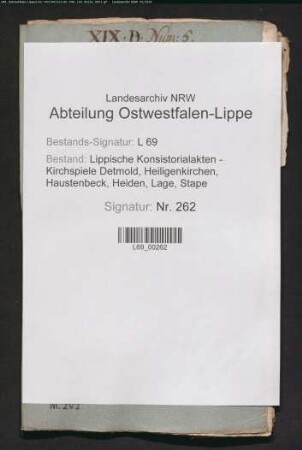 XIX. D. Num: 5.
Landesarchiv NRW
Abteilung Ostwestfalen-Lippe
Bestands-Signatur: L 69
Bestand: Lippische Konsistorialakten -
Kirchspiele Detmold, Heiligenkirchen,
Haustenbeck, Heiden, Lage, Stape
Signatur: Nr. 262
L69_00262